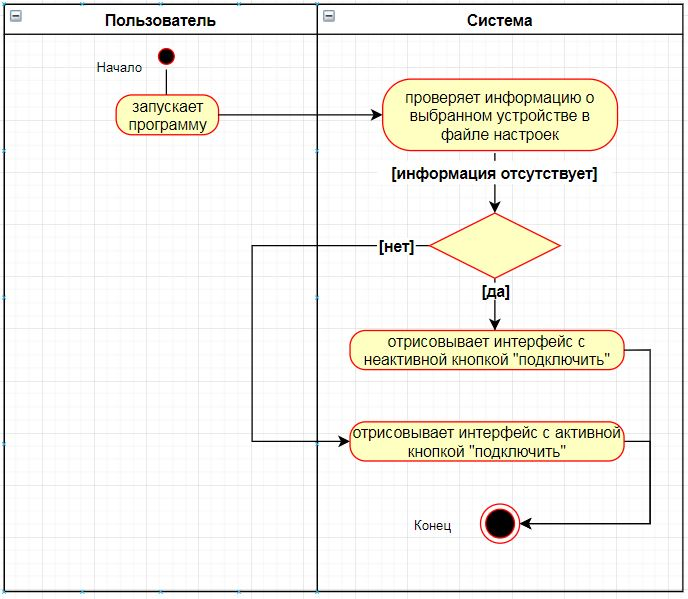 Пользователь
Система
Начало
запускает
программу
проверяет информацию о
выбранном устройстве в
файле настроек
[информация отсутствует]
[нет]
[да]
отрисовывает интерфейс с
неактивной кнопкой "подключить"
отрисовывает интерфейс с активной
кнопкой "подключить"
Конец